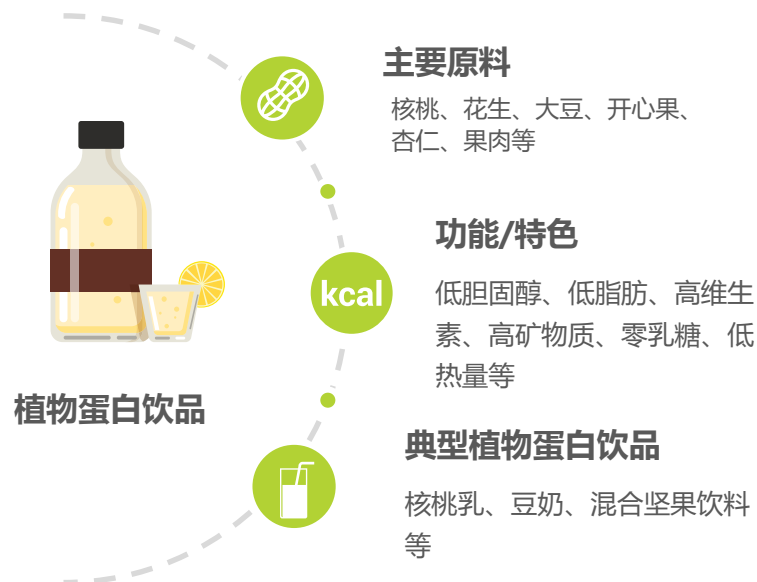 主要原料
核桃、花生、大豆、开心果、
杏仁、果肉等
功能/特色
kcal
低胆固醇、低脂肪、高维生
素、高矿物质、零乳糖、低
热量等
植物蛋白饮品
典型植物蛋白饮品
核桃乳、豆奶、混合坚果饮料
等